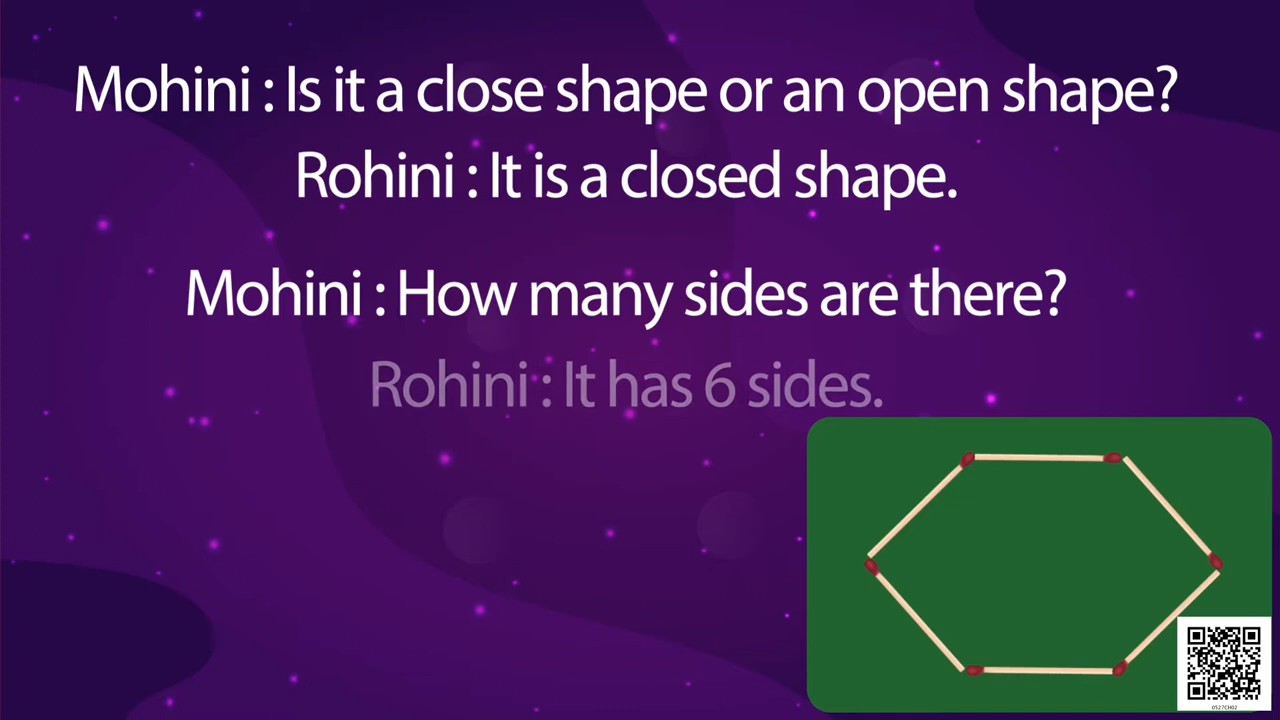 Mohini : Is it a close shape or an open shape?
Rohini : It is a closed shape.
Mohini : How many sides are there?
Rohini : It has 6 sides.
0527CH02